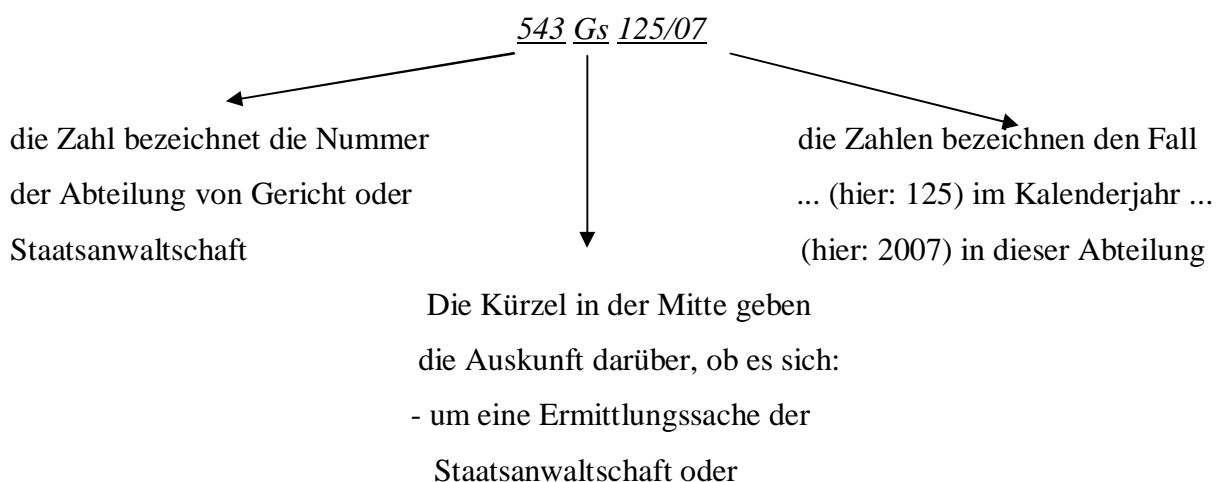 543 Gs 125/07
die Zahl bezeichnet die Nummer
der Abteilung von Gericht oder
Staatsanwaltschaft
die Zahlen bezeichnen den Fall
... (hier: 125) im Kalenderjahr ...
(hier: 2007) in dieser Abteilung
Die Kürzel in der Mitte geben
die Auskunft darüber, ob es sich:
- um eine Ermittlungssache der
Staatsanwaltschaft oder